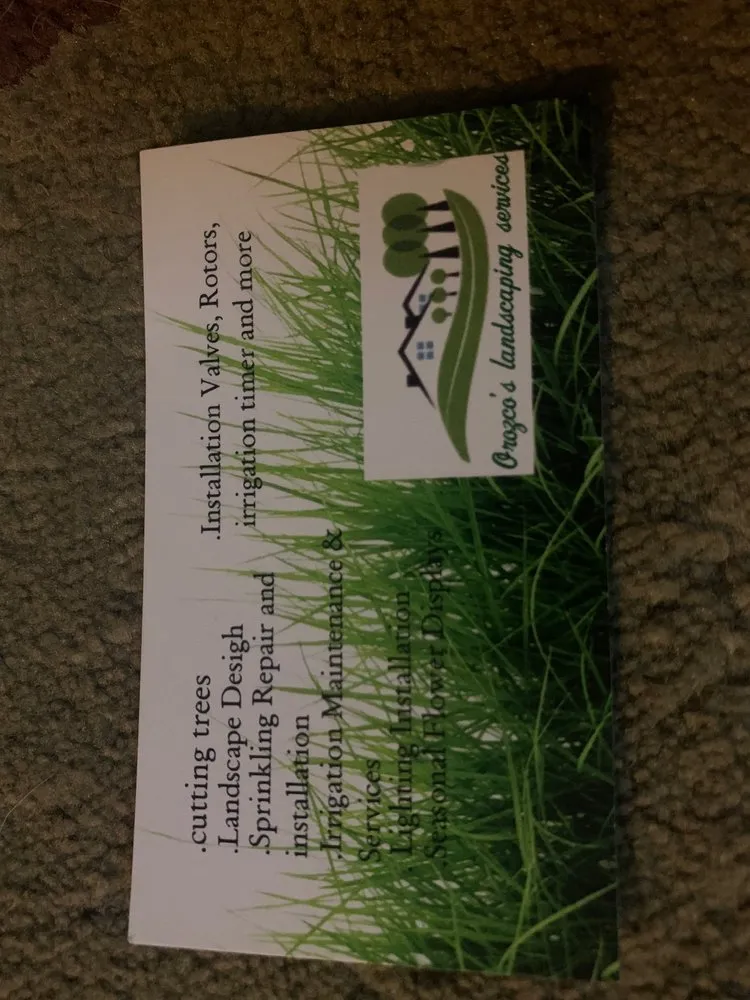 .cutting trees
.Landscape Desigh
.Sprinkling Repair and
installation
.Irrigation Maintenance &
Services
.Lighting Installation
.Seasonal Flower Displays
.Installation Valves, Rotors,
irrigation timer and more
Orozco's landscaping services